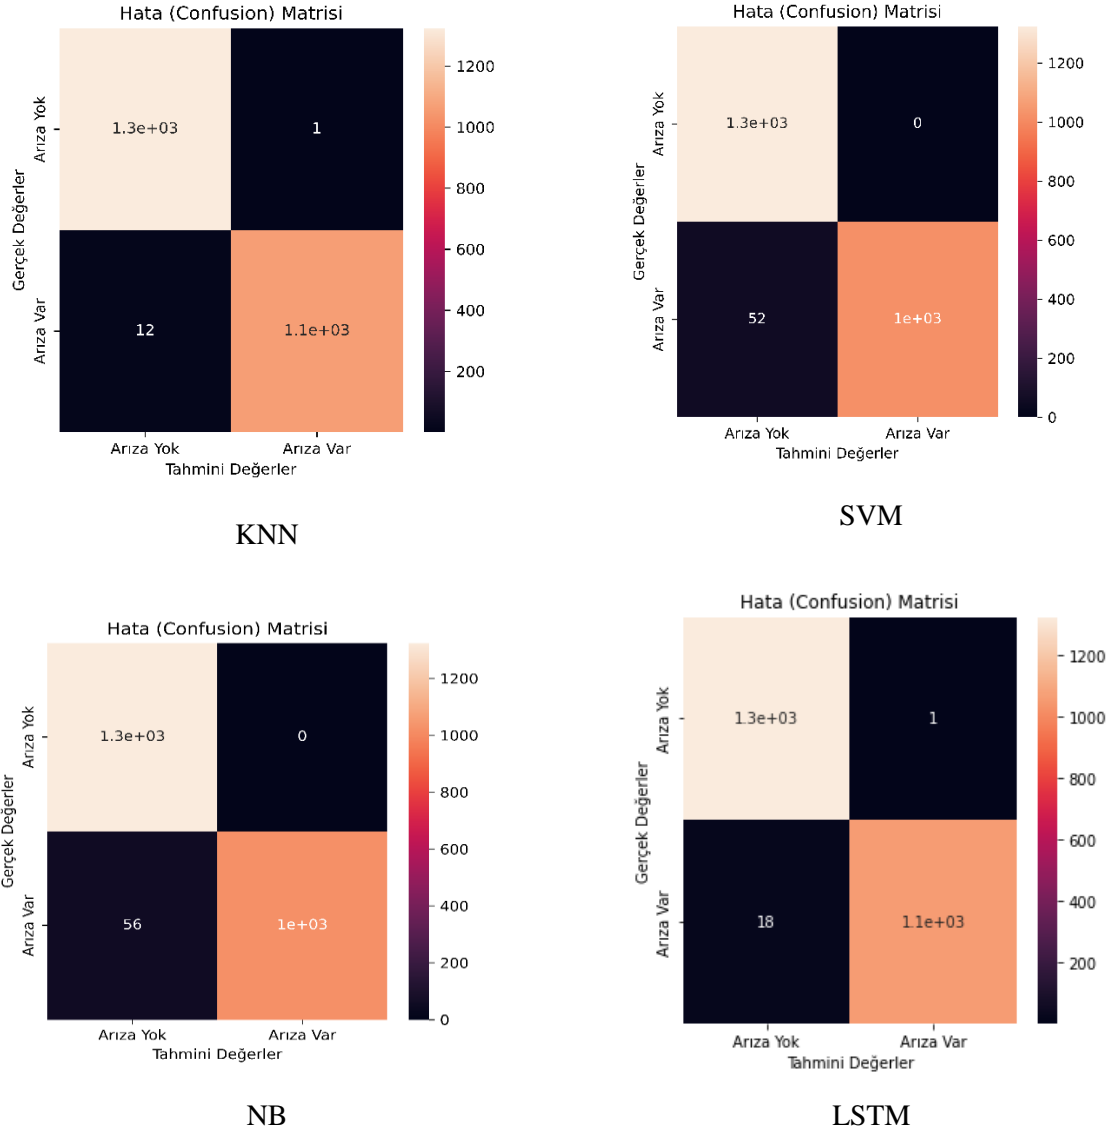 Hata (Confusion) Matrisi
Gerçek Değerler
Arıza Yok
Arıza Var
1.3e+03
1
12
1.1e+03
1200
1000
800
600
400
200
Arıza Yok
Arıza Var
Tahmini Değerler
KNN
Hata (Confusion) Matrisi
Gerçek Değerler
Arıza Yok
Arıza Var
1.3e+03
0
52
1e+03
1200
1000
800
600
400
200
0
Arıza Yok
Arıza Var
Tahmini Değerler
SVM
Hata (Confusion) Matrisi
Gerçek Değerler
Arıza Yok
Arıza Var
1.3e+03
0
56
1e+03
1200
1000
800
600
400
200
0
Arıza Yok
Arıza Var
Tahmini Değerler
NB
Hata (Confusion) Matrisi
Gerçek Değerler
Arıza Yok
Arıza Var
1.3e+03
1
18
1.1e+03
1200
1000
800
600
400
200
Arıza Yok
Arıza Var
Tahmini Değerler
LSTM